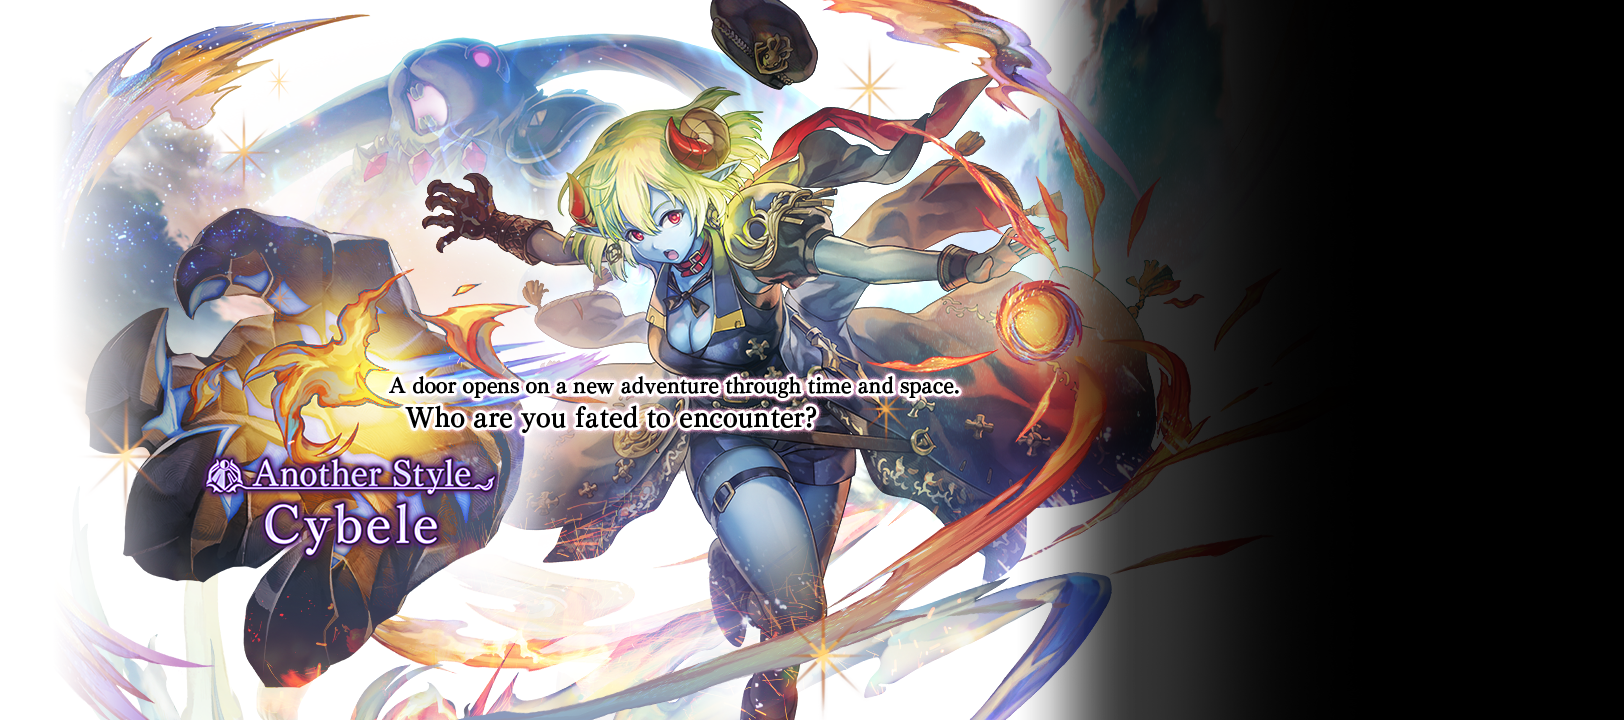 A door opens on a new adventure through time and space.
Who are you fated to encounter?
Another Style
Cybele